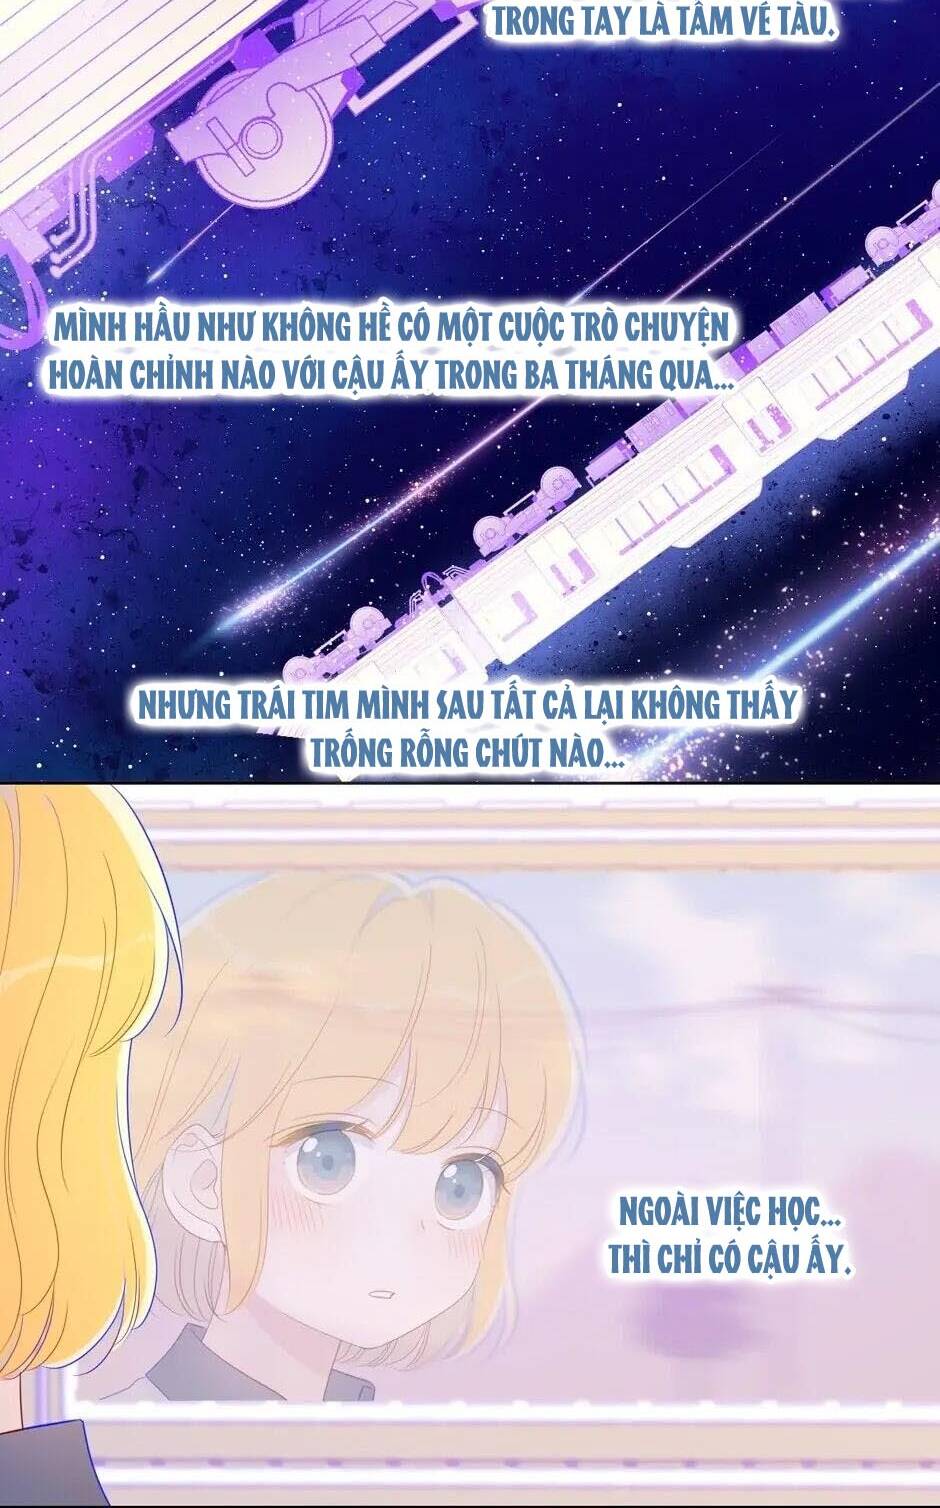 TRONG TAY LÀ TẤM VÉ TÀU.
MÌNH HẦU NHƯ KHÔNG HỀ CÓ MỘT CUỘC TRÒ CHUYỆN
HOÀN CHỈNH NÀO VỚI CẬU ẤY TRONG BA THÁNG QUA...
NHƯNG TRÁI TIM MÌNH SAU TẤT CẢ LẠI KHÔNG THẤY
TRỐNG RỖNG CHÚT NÀO...
NGOÀI VIỆC HỌC...
THÌ CHỈ CÓ CẬU ẤY.